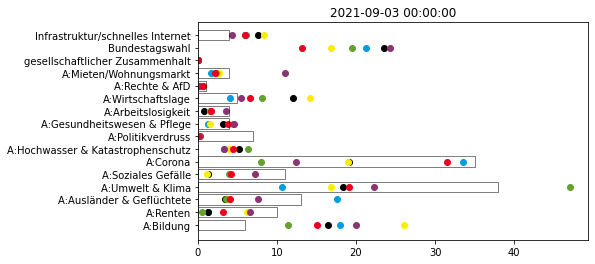 2021-09-03 00:00:00
Infrastruktur/schnelles Internet
Bundestagswahl
gesellschaftlicher Zusammenhalt
A:Mieten/Wohnungsmarkt
A:Rechte & AfD
A:Wirtschaftslage
A:Arbeitslosigkeit
A:Gesundheitswesen & Pflege
A:Politikverdruss
A:Hochwasser & Katastrophenschutz
A:Corona
A:Soziales Gefälle
A:Umwelt & Klima
A:Ausländer & Geflüchtete
A:Renten
A:Bildung
0 10 20 30 40